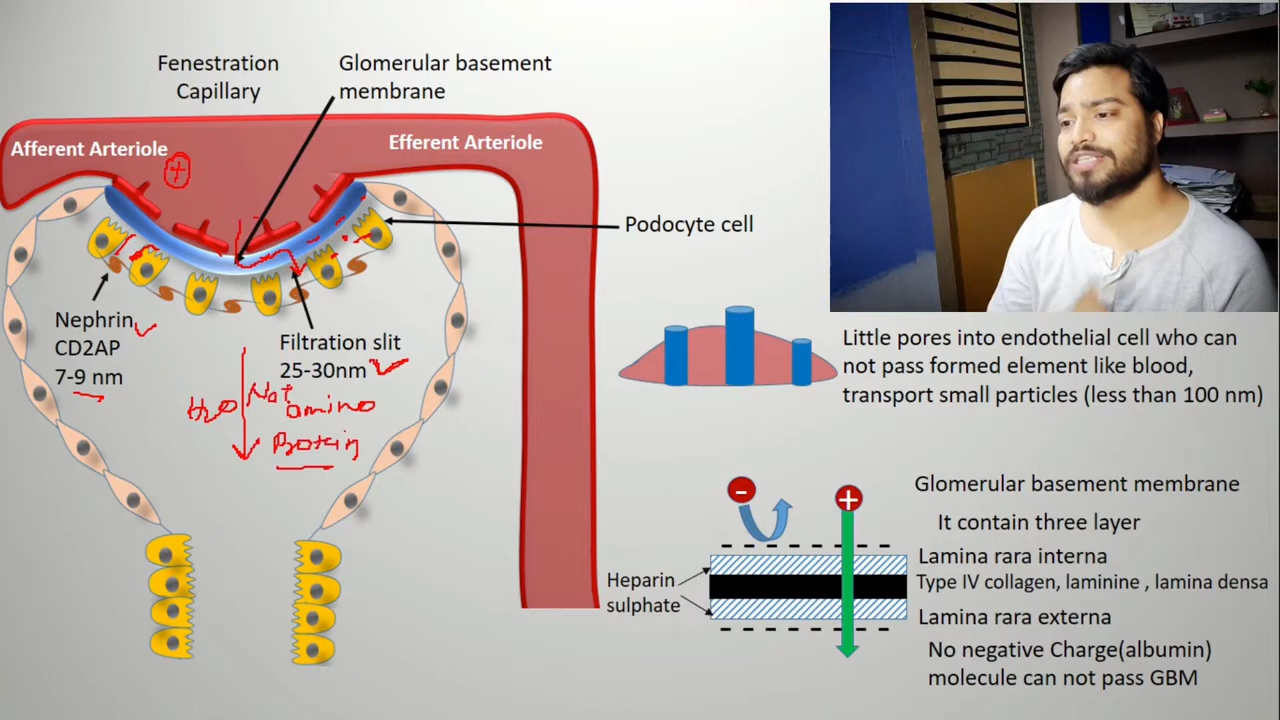 Fenestration
Capillary
Glomerular basement
membrane
Afferent Arteriole
Efferent Arteriole
+
Podocyte cell
Nephrin
CD2AP
7-9 nm
Filtration slit
25-30nm
H2O
Nat
amino
Protein
Little pores into endothelial cell who can
not pass formed element like blood,
transport small particles (less than 100 nm)
-
+
Glomerular basement membrane
It contain three layer
Heparin
sulphate
Lamina rara interna
Type IV collagen, laminine , lamina densa
Lamina rara externa
No negative Charge(albumin)
molecule can not pass GBM